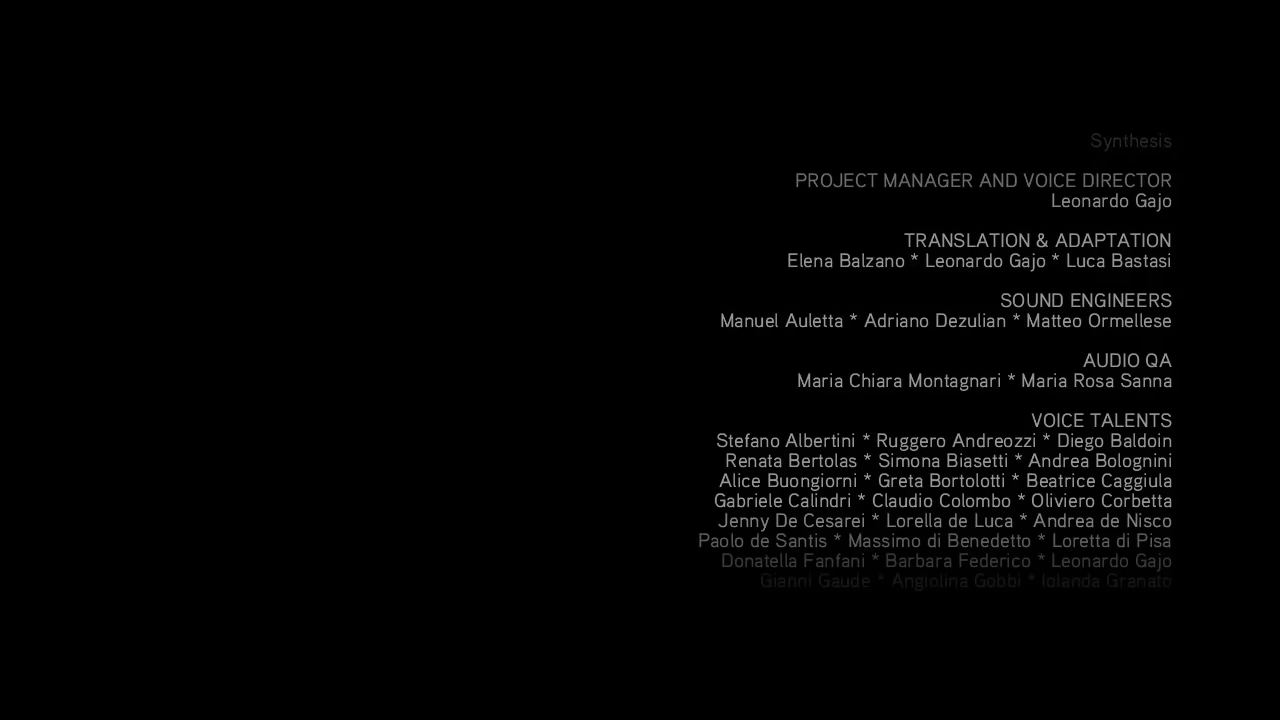 Synthesis
PROJECT MANAGER AND VOICE DIRECTOR
Leonardo Gajo
TRANSLATION & ADAPTATION
Elena Balzano * Leonardo Gajo * Luca Bastasi
SOUND ENGINEERS
Manuel Auletta * Adriano Dezulian * Matteo Ormellese
AUDIO QA
Maria Chiara Montagnari * Maria Rosa Sanna
VOICE TALENTS
Stefano Albertini * Ruggero Andreozzi * Diego Baldoin
Renata Bertolas * Simona Biasetti * Andrea Bolognini
Alice Buongiorni * Greta Bortolotti * Beatrice Caggiula
Gabriele Calindri * Claudio Colombo * Oliviero Corbetta
Jenny De Cesarei * Lorella de Luca * Andrea de Nisco
Paolo de Santis * Massimo di Benedetto * Loretta di Pisa
Donatella Fanfani * Barbara Federico * Leonardo Gajo
Gianni Gaude * Angiolina Gobbi * Iolanda Granato